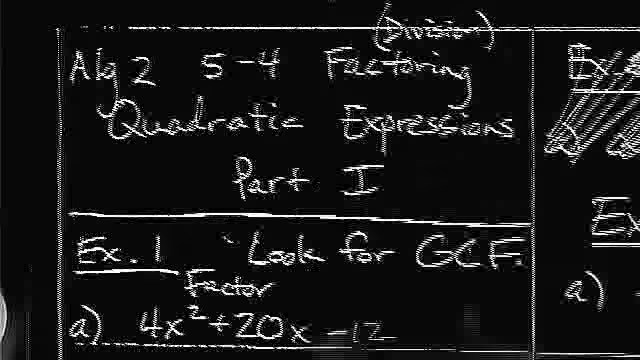 (Division)
Alg 2 5-4 Factoring
Quadratic Expressions
Part I
Ex. 1 Look for GCF.
Factor
a) 4x² + 20x - 12
Ex.
a)
Ex
a)